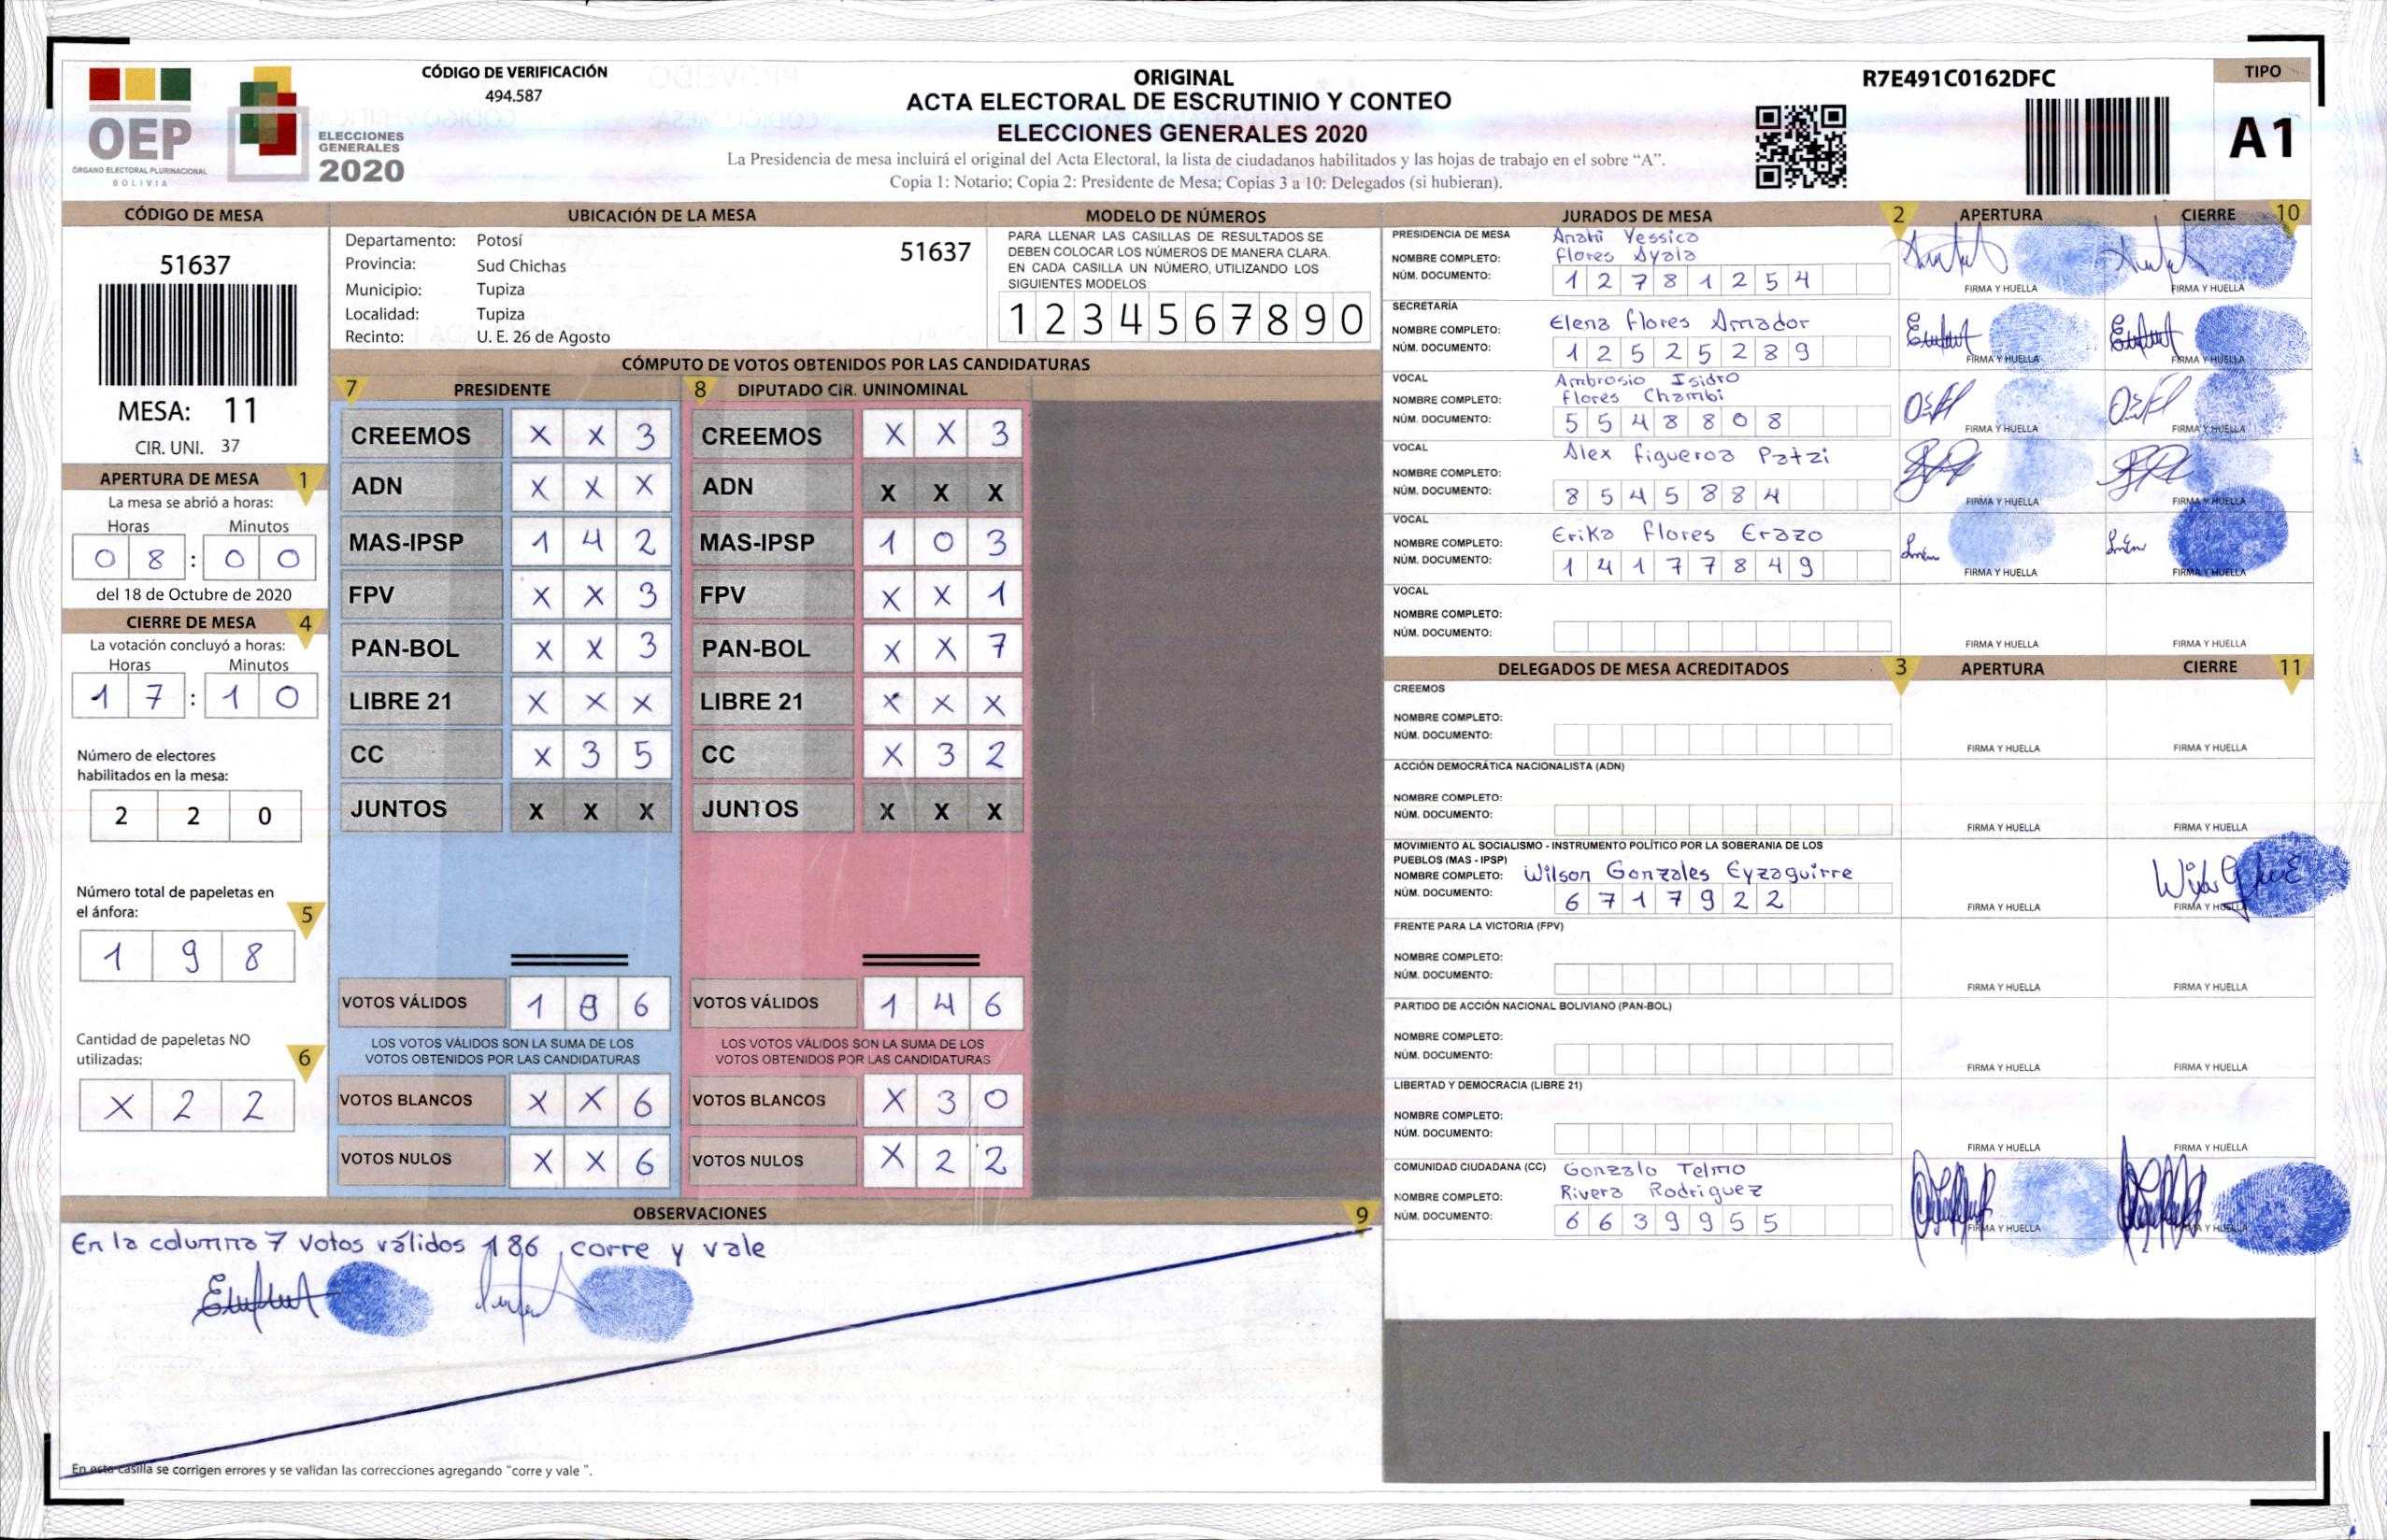 CÓDIGO DE VERIFICACIÓN
494.587
OEP
ÓRGANO ELECTORAL PLURINACIONAL
BOLIVIA
ELECCIONES
GENERALES
2020
ORIGINAL
ACTA ELECTORAL DE ESCRUTINIO Y CONTEO
ELECCIONES GENERALES 2020
La Presidencia de mesa incluirá el original del Acta Electoral, la lista de ciudadanos habilitados y las hojas de trabajo en el sobre “A”.
Copia 1: Notario; Copia 2: Presidente de Mesa; Copias 3 a 10: Delegados (si hubieran).
R7E491C0162DFC
TIPO
A1
CÓDIGO DE MESA
51637
MESA: 11
CIR. UNI. 37
UBICACIÓN DE LA MESA
Departamento: Potosí
51637
Provincia: Sud Chichas
Municipio: Tupiza
Localidad: Tupiza
Recinto: U. E. 26 de Agosto
MODELO DE NÚMEROS
PARA LLENAR LAS CASILLAS DE RESULTADOS SE
DEBEN COLOCAR LOS NÚMEROS DE MANERA CLARA.
EN CADA CASILLA UN NÚMERO, UTILIZANDO LOS
SIGUIENTES MODELOS
1 2 3 4 5 6 7 8 9 0
APERTURA DE MESA 1
La mesa se abrió a horas:
Horas Minutos
0 8 : 0 0
del 18 de Octubre de 2020
CIERRE DE MESA 4
La votación concluyó a horas:
Horas Minutos
1 7 : 1 0
Número de electores
habilitados en la mesa:
2 2 0
Número total de papeletas en
el ánfora: 5
1 9 8
Cantidad de papeletas NO
utilizadas: 6
X 2 2
CÓMPUTO DE VOTOS OBTENIDOS POR LAS CANDIDATURAS
7 PRESIDENTE
CREEMOS X X 3
ADN X X X
MAS-IPSP 1 4 2
FPV X X 3
PAN-BOL X X 3
LIBRE 21 X X X
CC X 3 5
JUNTOS X X X
VOTOS VÁLIDOS 1 8 6
LOS VOTOS VÁLIDOS SON LA SUMA DE LOS
VOTOS OBTENIDOS POR LAS CANDIDATURAS
VOTOS BLANCOS X X 6
VOTOS NULOS X X 6
8 DIPUTADO CIR. UNINOMINAL
CREEMOS X X 3
ADN X X X
MAS-IPSP 1 0 3
FPV X X 1
PAN-BOL X X 7
LIBRE 21 X X X
CC X 3 2
JUNTOS X X X
VOTOS VÁLIDOS 1 4 6
LOS VOTOS VÁLIDOS SON LA SUMA DE LOS
VOTOS OBTENIDOS POR LAS CANDIDATURAS
VOTOS BLANCOS X 3 0
VOTOS NULOS X 2 2
OBSERVACIONES 9
En la columna 7 votos válidos 186, corre y vale
En esta casilla se corrigen errores y se validan las correcciones agregando “corre y vale ”.
JURADOS DE MESA 2 APERTURA CIERRE 10
PRESIDENCIA DE MESA
NOMBRE COMPLETO: Anahi Yessica
Flores Ayala
NÚM. DOCUMENTO: 1 2 7 8 1 2 5 4
FIRMA Y HUELLA FIRMA Y HUELLA
SECRETARÍA
NOMBRE COMPLETO: Elena Flores Amador
NÚM. DOCUMENTO: 1 2 5 2 5 2 8 9
FIRMA Y HUELLA FIRMA Y HUELLA
VOCAL
NOMBRE COMPLETO: Ambrosio Isidro
Flores Chambi
NÚM. DOCUMENTO: 5 5 4 8 8 0 8
FIRMA Y HUELLA FIRMA Y HUELLA
VOCAL
NOMBRE COMPLETO: Alex Figueroa Patzi
NÚM. DOCUMENTO: 8 5 4 5 8 8 4
FIRMA Y HUELLA FIRMA Y HUELLA
VOCAL
NOMBRE COMPLETO: Erika Flores Erazo
NÚM. DOCUMENTO: 1 4 1 7 7 8 4 9
FIRMA Y HUELLA FIRMA Y HUELLA
VOCAL
NOMBRE COMPLETO:
NÚM. DOCUMENTO:
FIRMA Y HUELLA FIRMA Y HUELLA
DELEGADOS DE MESA ACREDITADOS 3 APERTURA CIERRE 11
CREEMOS
NOMBRE COMPLETO:
NÚM. DOCUMENTO:
FIRMA Y HUELLA FIRMA Y HUELLA
ACCIÓN DEMOCRÁTICA NACIONALISTA (ADN)
NOMBRE COMPLETO:
NÚM. DOCUMENTO:
FIRMA Y HUELLA FIRMA Y HUELLA
MOVIMIENTO AL SOCIALISMO - INSTRUMENTO POLÍTICO POR LA SOBERANIA DE LOS
PUEBLOS (MAS - IPSP)
NOMBRE COMPLETO: Wilson Gonzales Eyzaguirre
NÚM. DOCUMENTO: 6 7 1 7 9 2 2
FIRMA Y HUELLA FIRMA Y HUELLA
FRENTE PARA LA VICTORIA (FPV)
NOMBRE COMPLETO:
NÚM. DOCUMENTO:
FIRMA Y HUELLA FIRMA Y HUELLA
PARTIDO DE ACCIÓN NACIONAL BOLIVIANO (PAN-BOL)
NOMBRE COMPLETO:
NÚM. DOCUMENTO:
FIRMA Y HUELLA FIRMA Y HUELLA
LIBERTAD Y DEMOCRACIA (LIBRE 21)
NOMBRE COMPLETO:
NÚM. DOCUMENTO:
FIRMA Y HUELLA FIRMA Y HUELLA
COMUNIDAD CIUDADANA (CC)
NOMBRE COMPLETO: Gonzalo Telmo
Rivera Rodriguez
NÚM. DOCUMENTO: 6 6 3 9 9 5 5
FIRMA Y HUELLA FIRMA Y HUELLA